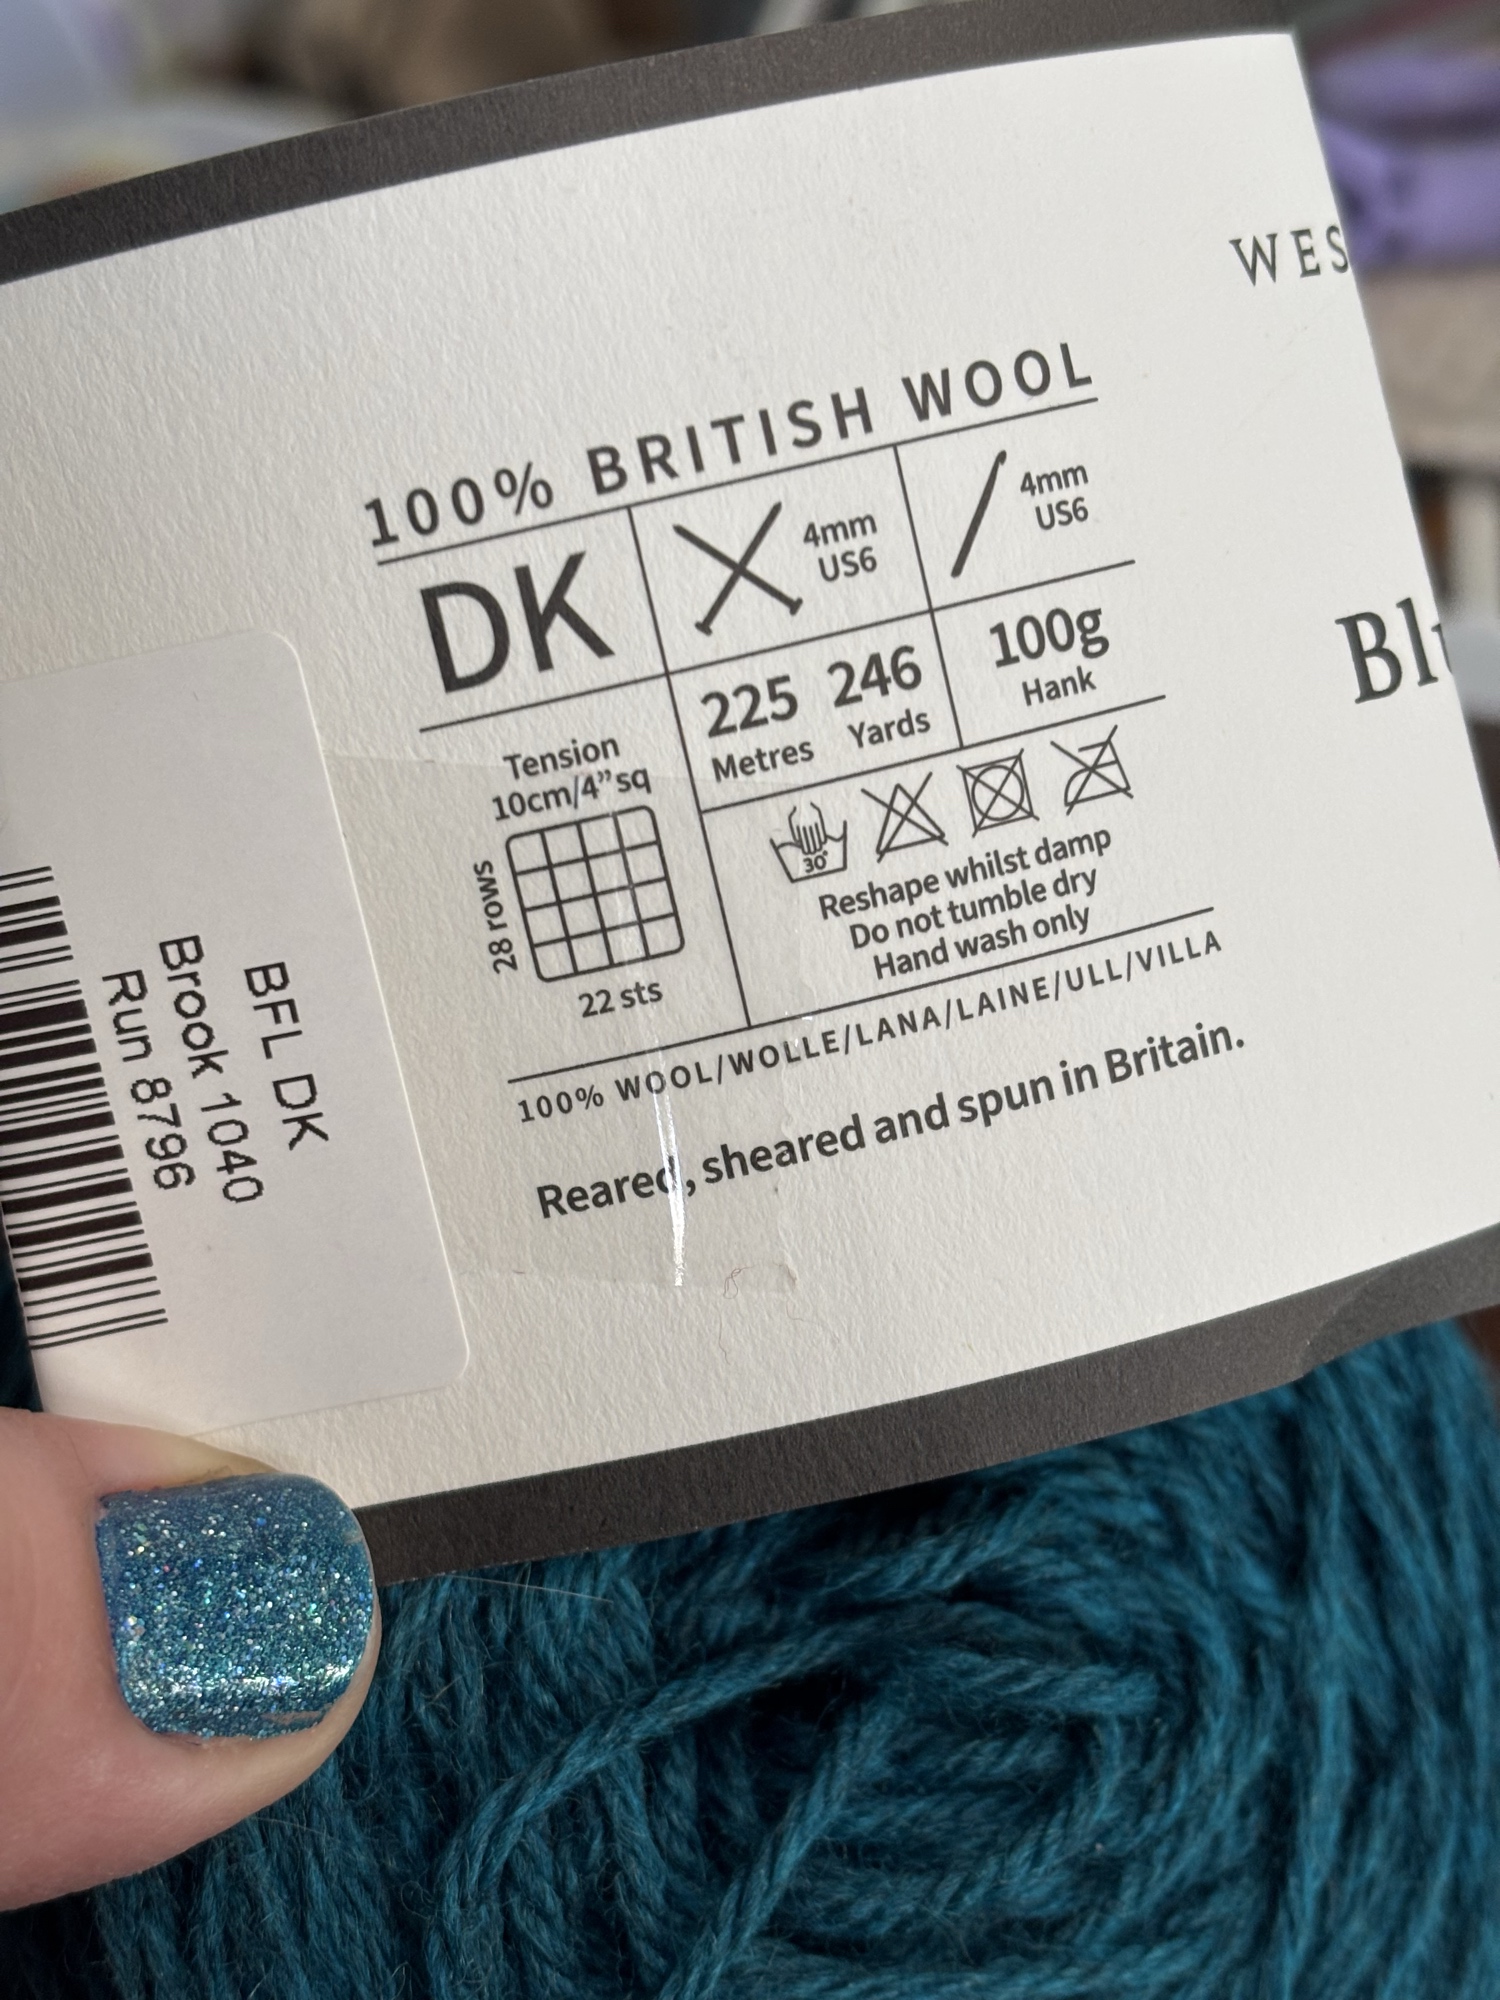 WES
100% BRITISH WOOL
DK
4mm
US6
4mm
US6
225 246
Metres Yards
100g
Hank
Bl
Tension
10cm/4”sq
28 rows
22 sts
30°
Reshape whilst damp
Do not tumble dry
Hand wash only
100% WOOL/WOLLE/LANA/LAINE/ULL/VILLA
Reared, sheared and spun in Britain.
BFL DK
Brook 1040
Run 8796